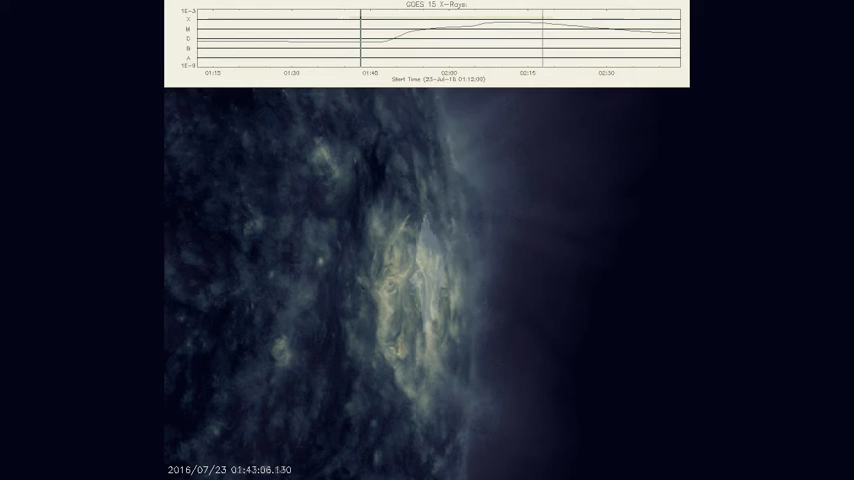 GOES 15 X-Rays:
1E-3
X
M
C
B
A
1E-9
01:15 01:30 01:45 02:00 02:15 02:30
Start Time (23-Jul-16 01:12:00)
2016/07/23 01:43:06.130